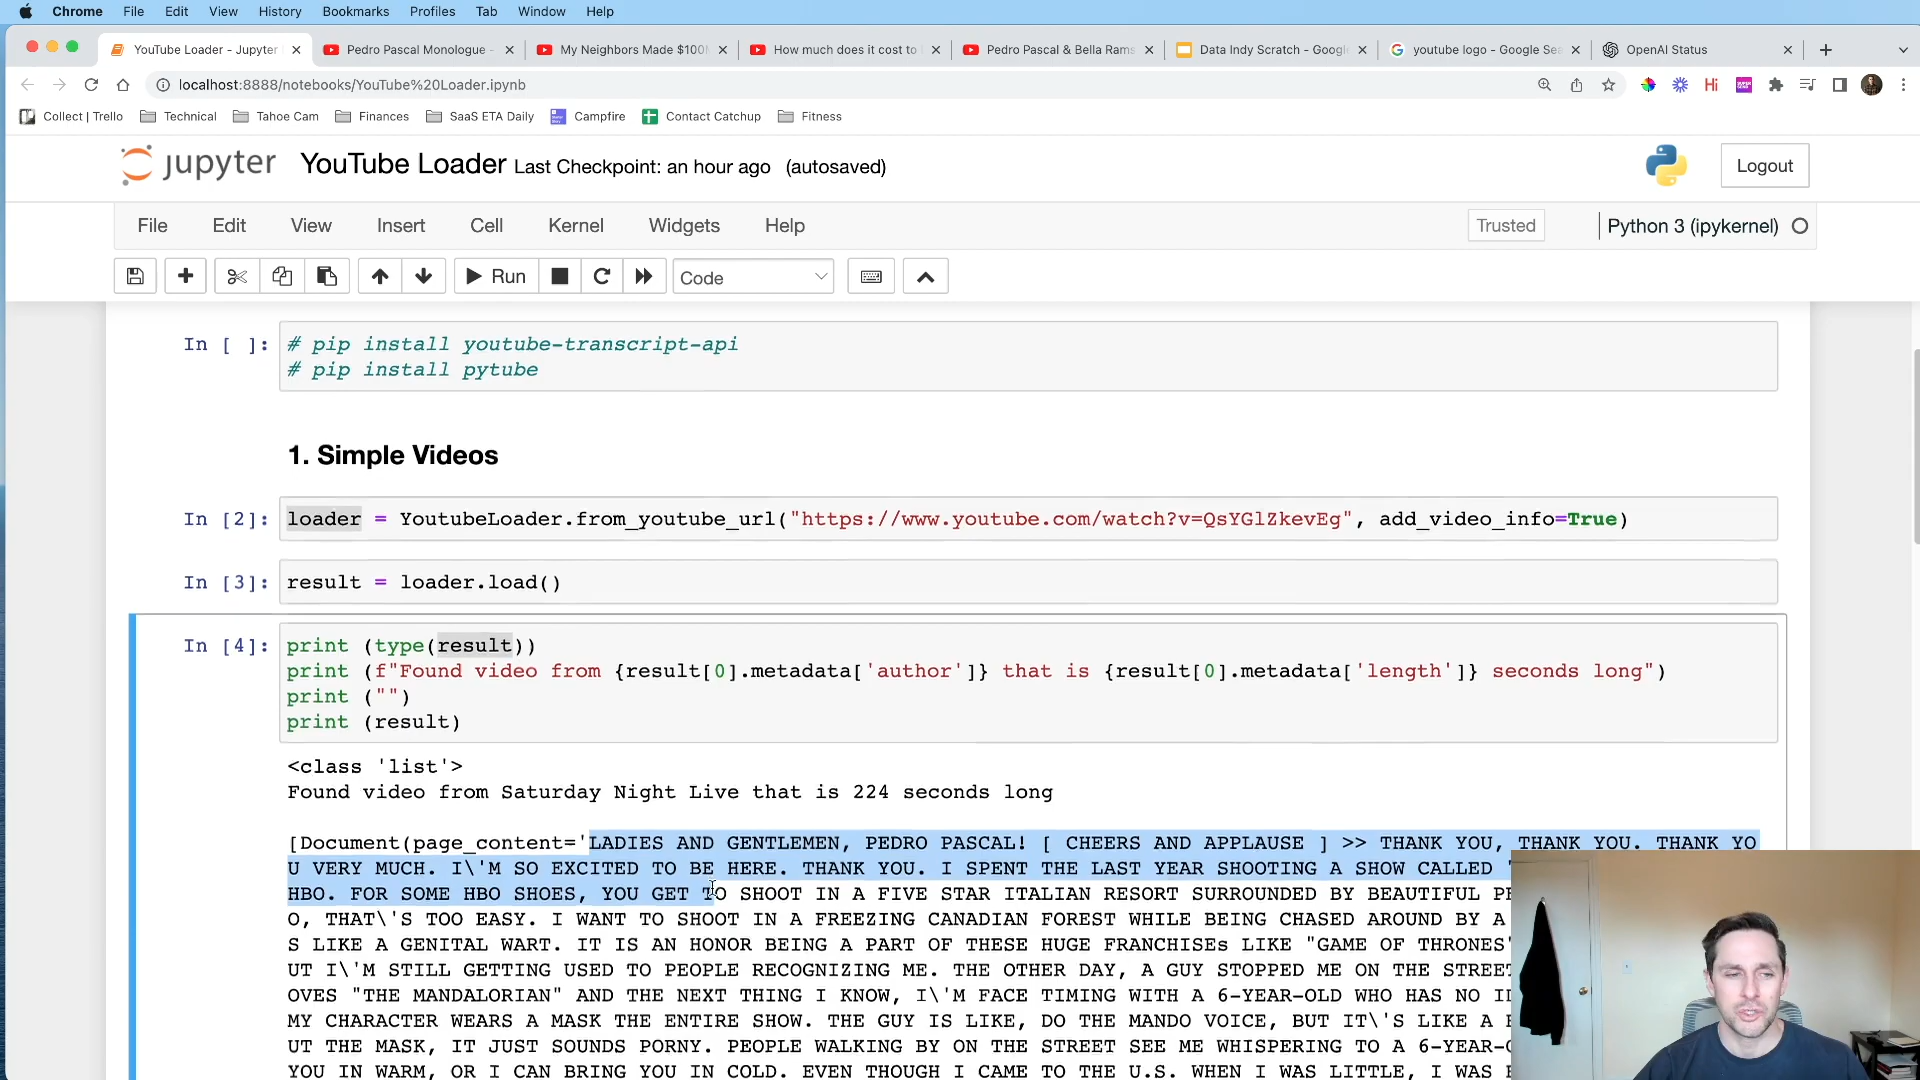 Chrome File Edit View History Bookmarks Profiles Tab Window Help
YouTube Loader - Jupyter
Pedro Pascal Monologue -
My Neighbors Made $100
How much does it cost to
Pedro Pascal & Bella Rams
Data Indy Scratch - Google
youtube logo - Google Sea
OpenAI Status
localhost:8888/notebooks/YouTube%20Loader.ipynb
Hi
Collect | Trello Technical Tahoe Cam Finances SaaS ETA Daily Campfire Contact Catchup Fitness
jupyter YouTube Loader Last Checkpoint: an hour ago (autosaved)
Logout
File Edit View Insert Cell Kernel Widgets Help
Trusted
Python 3 (ipykernel)
Run
Code
In [ ]: # pip install youtube-transcript-api
# pip install pytube
1. Simple Videos
In [2]: loader = YoutubeLoader.from_youtube_url("https://www.youtube.com/watch?v=QsYGlZkevEg", add_video_info=True)
In [3]: result = loader.load()
In [4]: print (type(result))
print (f"Found video from {result[0].metadata['author']} that is {result[0].metadata['length']} seconds long")
print ("")
print (result)
<class 'list'>
Found video from Saturday Night Live that is 224 seconds long
[Document(page_content='LADIES AND GENTLEMEN, PEDRO PASCAL! [ CHEERS AND APPLAUSE ] >> THANK YOU, THANK YOU. THANK YO
U VERY MUCH. I\'M SO EXCITED TO BE HERE. THANK YOU. I SPENT THE LAST YEAR SHOOTING A SHOW CALLED
HBO. FOR SOME HBO SHOES, YOU GET TO SHOOT IN A FIVE STAR ITALIAN RESORT SURROUNDED BY BEAUTIFUL PE
O, THAT\'S TOO EASY. I WANT TO SHOOT IN A FREEZING CANADIAN FOREST WHILE BEING CHASED AROUND BY A
S LIKE A GENITAL WART. IT IS AN HONOR BEING A PART OF THESE HUGE FRANCHISEs LIKE "GAME OF THRONES"
UT I\'M STILL GETTING USED TO PEOPLE RECOGNIZING ME. THE OTHER DAY, A GUY STOPPED ME ON THE STREET
OVES "THE MANDALORIAN" AND THE NEXT THING I KNOW, I\'M FACE TIMING WITH A 6-YEAR-OLD WHO HAS NO
MY CHARACTER WEARS A MASK THE ENTIRE SHOW. THE GUY IS LIKE, DO THE MANDO VOICE, BUT IT\'S LIKE A
UT THE MASK, IT JUST SOUNDS PORNY. PEOPLE WALKING BY ON THE STREET SEE ME WHISPERING TO A 6-YEAR-
YOU IN WARM, OR I CAN BRING YOU IN COLD. EVEN THOUGH I CAME TO THE U.S. WHEN I WAS LITTLE, I WAS